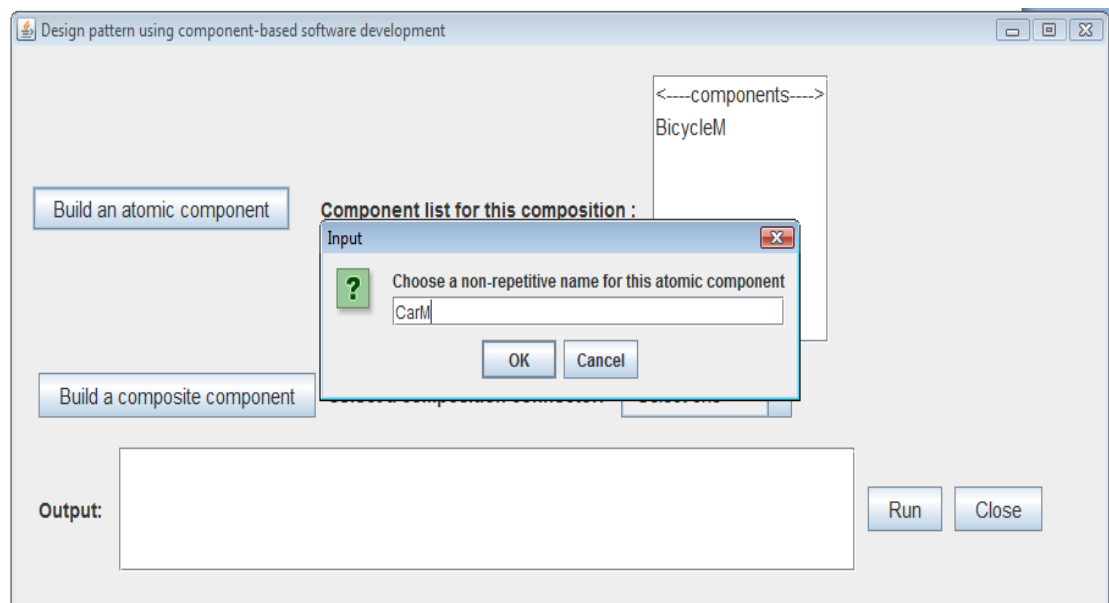 Design pattern using component-based software development
<----components---->
BicycleM
Build an atomic component
Component list for this composition :
Input
?
Choose a non-repetitive name for this atomic component
CarM
OK
Cancel
Build a composite component
Output:
Run
Close